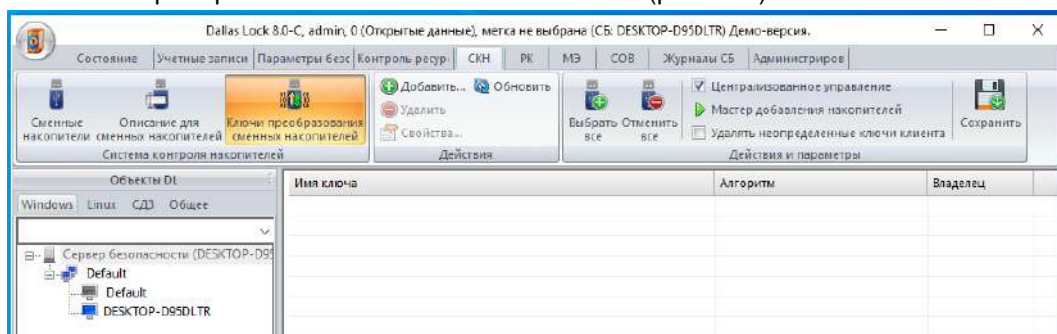 Dallas Lock 8.0-C, admin, 0 (Открытые данные), метка не выбрана (СБ: DESKTOP-D95DLTR) Демо-версия.
Состояние Учетные записи Параметры безс Контроль ресур СКН РК МЭ СОВ Журналы СБ Администриров
Сменные накопители
Описание для сменных накопителей
Ключи преобразования сменных накопителей
Система контроля накопителей
Добавить... Обновить
Удалить
Свойства...
Действия
Выбрать все
Отменить все
Централизованное управление
Мастер добавления накопителей
Удалять неопределенные ключи клиента
Действия и параметры
Сохранить
Объекты DL
Windows Linux СДЗ Общее
Сервер безопасности (DESKTOP-D95
Default
Default
DESKTOP-D95DLTR
Имя ключа Алгоритм Владелец